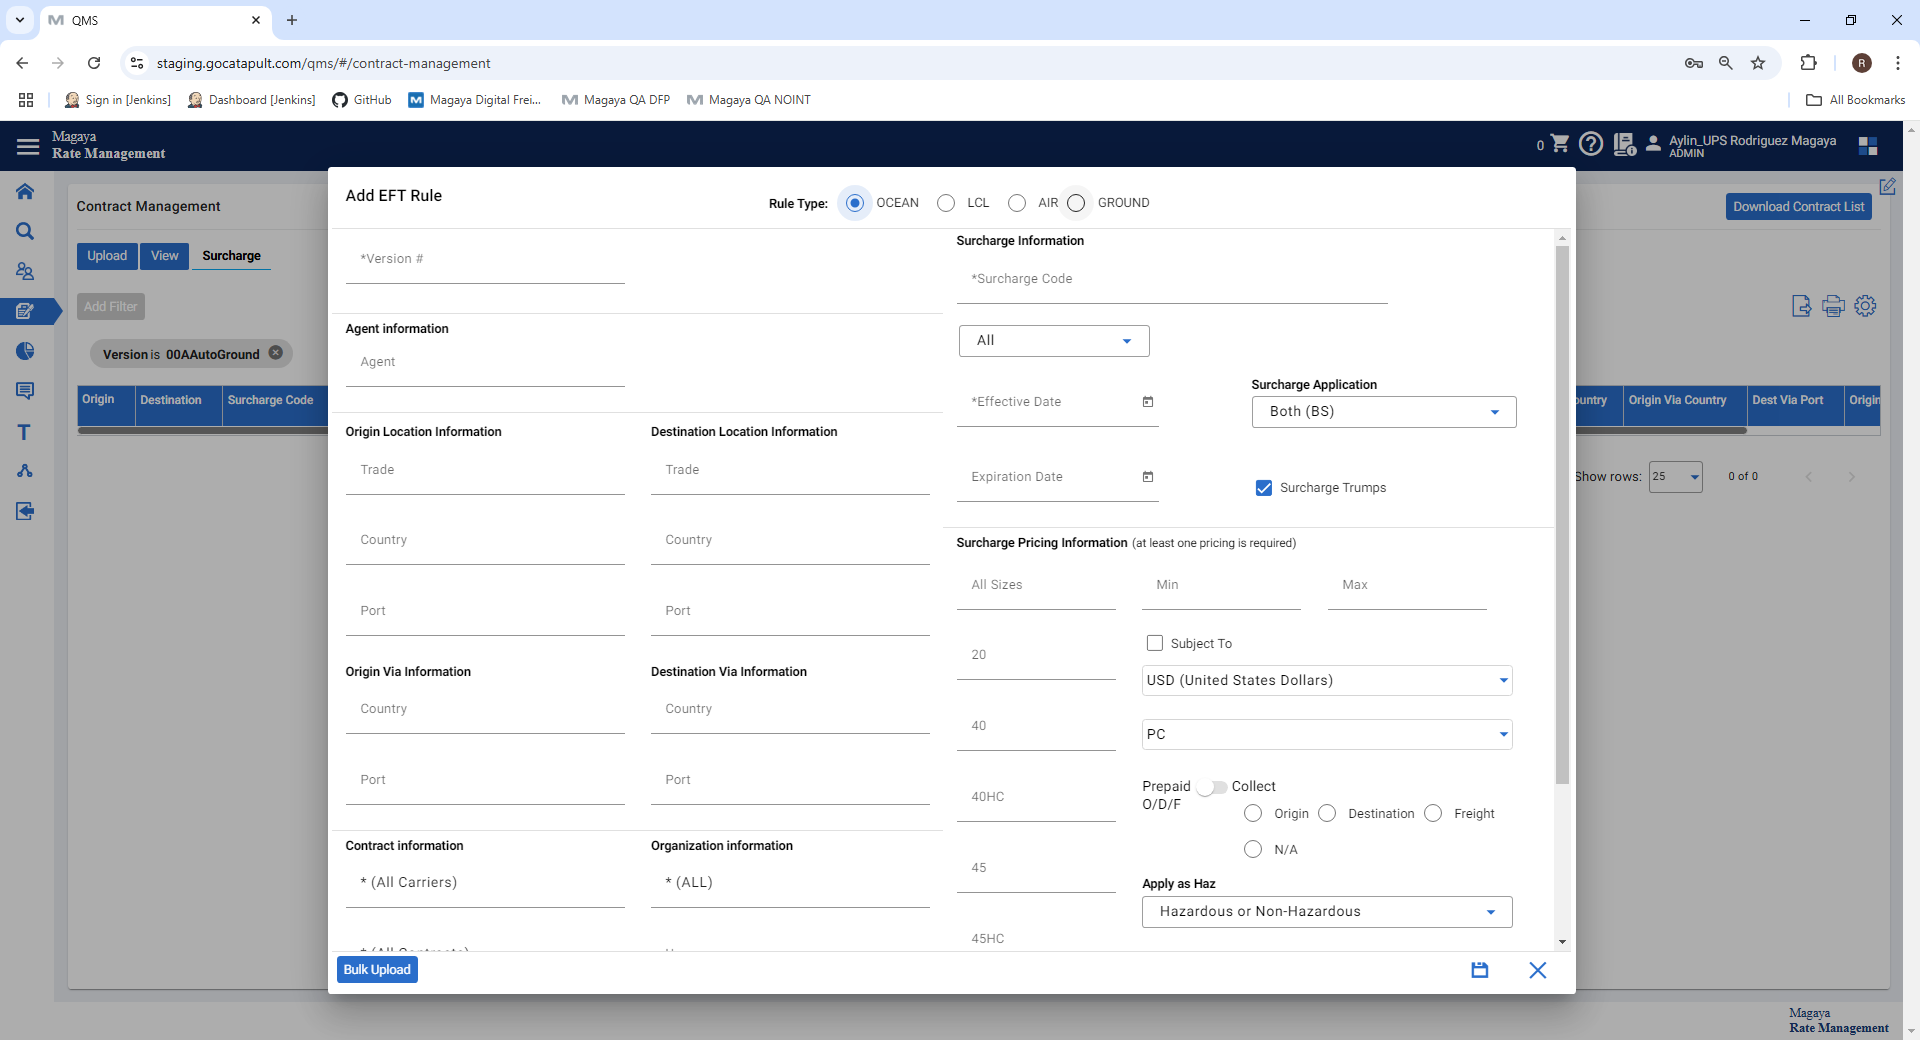 QMS
staging.gocatapult.com/qms/#/contract-management
R
Sign in [Jenkins]
Dashboard [Jenkins]
GitHub
Magaya Digital Frei...
Magaya QA DFP
Magaya QA NOINT
All Bookmarks
Magaya
Rate Management
0
Aylin_UPS Rodriguez Magaya
ADMIN
Contract Management
Download Contract List
Upload
View
Surcharge
Add Filter
Version is 00AAutoGround
Origin
Destination
Surcharge Code
Origin Via Country
Dest Via Port
Show rows:
25
0 of 0
Add EFT Rule
Rule Type:
OCEAN
LCL
AIR
GROUND
*Version #
Agent information
Agent
Origin Location Information
Destination Location Information
Trade
Trade
Country
Country
Port
Port
Origin Via Information
Destination Via Information
Country
Country
Port
Port
Contract information
Organization information
* (All Carriers)
* (ALL)
Surcharge Information
*Surcharge Code
All
*Effective Date
Surcharge Application
Both (BS)
Expiration Date
Surcharge Trumps
Surcharge Pricing Information (at least one pricing is required)
All Sizes
Min
Max
20
Subject To
USD (United States Dollars)
40
PC
40HC
Prepaid
Collect
O/D/F
Origin
Destination
Freight
N/A
45
Apply as Haz
Hazardous or Non-Hazardous
45HC
Bulk Upload
Magaya
Rate Management